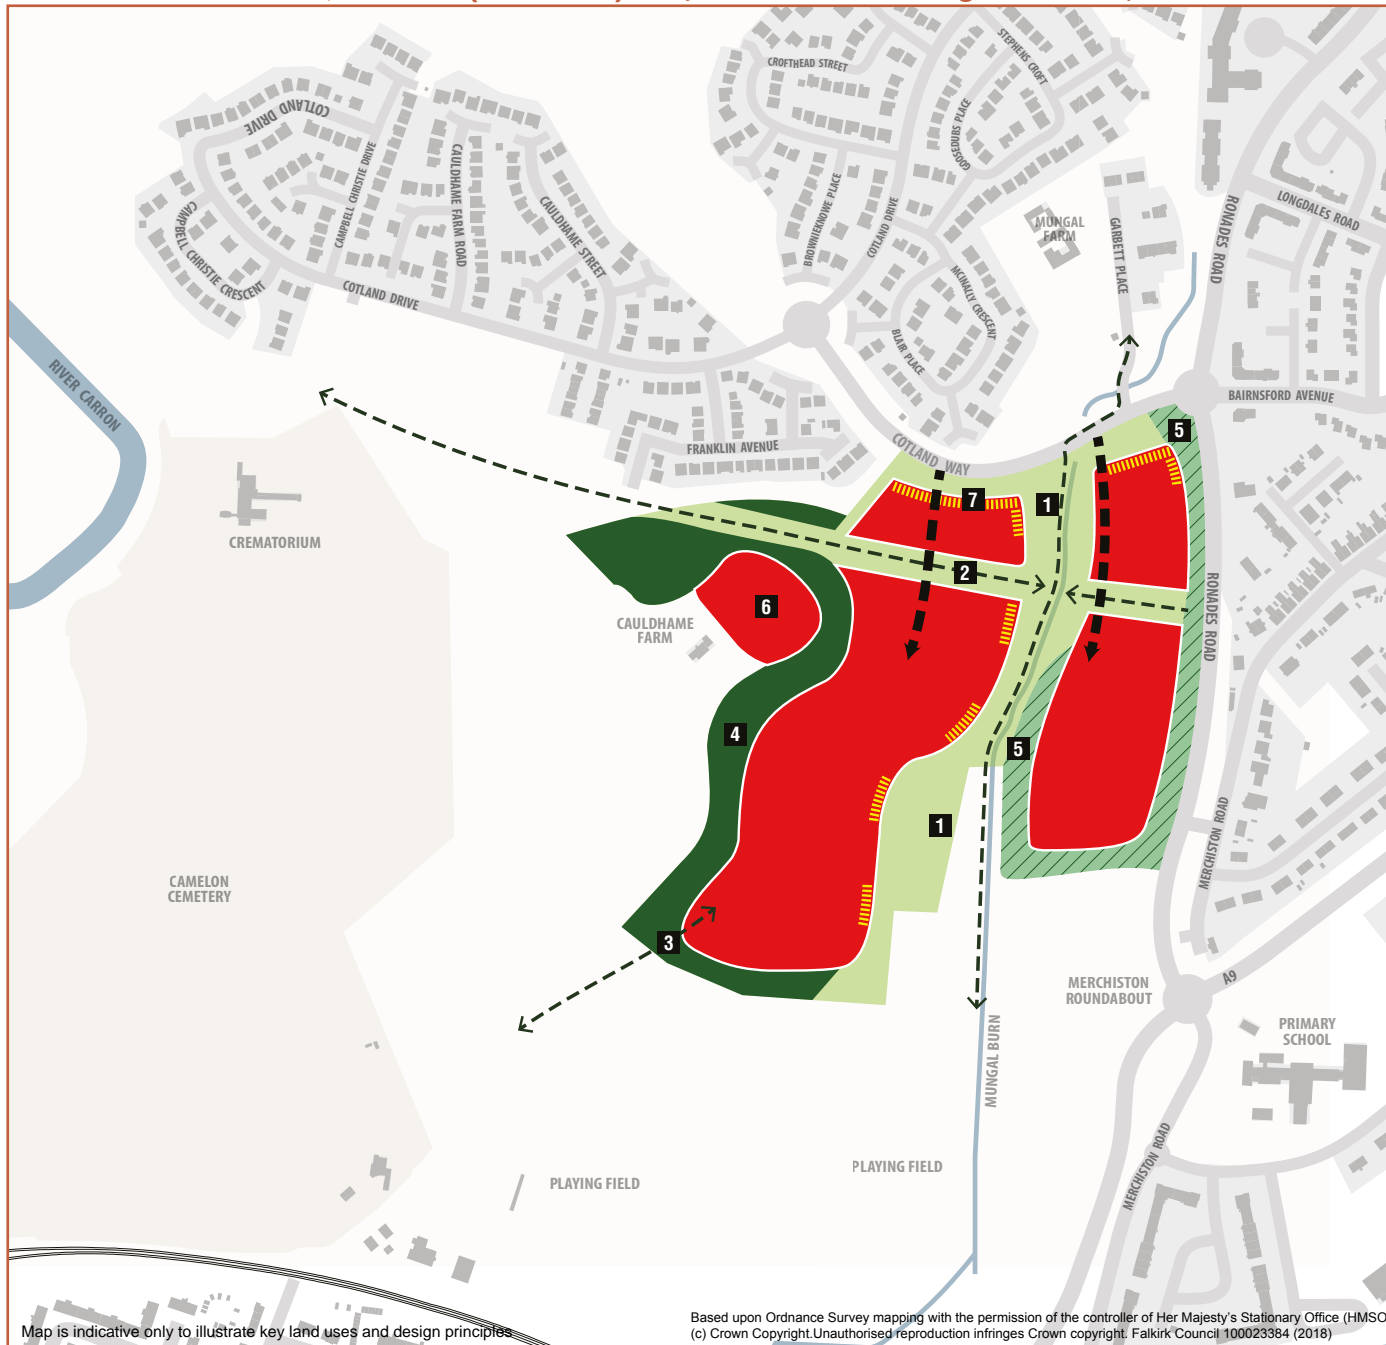 CROFTHEAD STREET
STEPHENS CROFT
GOOSEDUBS PLACE
COTLAND DRIVE
CAMPBELL CHRISTIE DRIVE
CAULDHAME FARM ROAD
CAULDHAME STREET
BROWNIEKNOWE PLACE
COTLAND DRIVE
MUNGAL
FARM
GARBETT PLACE
RONADES ROAD
LONGDALES ROAD
CAMPBELL CHRISTIE CRESCENT
COTLAND DRIVE
MCINALLY CRESCENT
BLAIR PLACE
RIVER CARRON
BAIRNSFORD AVENUE
FRANKLIN AVENUE
COTLAND WAY
5
7
1
CREMATORIUM
2
6
CAULDHAME
FARM
RONADES ROAD
4
5
1
MERCHISTON ROAD
CAMELON
CEMETERY
3
A9
MERCHISTON
ROUNDABOUT
PRIMARY
SCHOOL
MUNGAL BURN
PLAYING FIELD
PLAYING FIELD
MERCHISTON ROAD
Map is indicative only to illustrate key land uses and design principles
Based upon Ordnance Survey mapping with the permission of the controller of Her Majesty's Stationary Office (HMSO
(c) Crown Copyright.Unauthorised reproduction infringes Crown copyright. Falkirk Council 100023384 (2018)